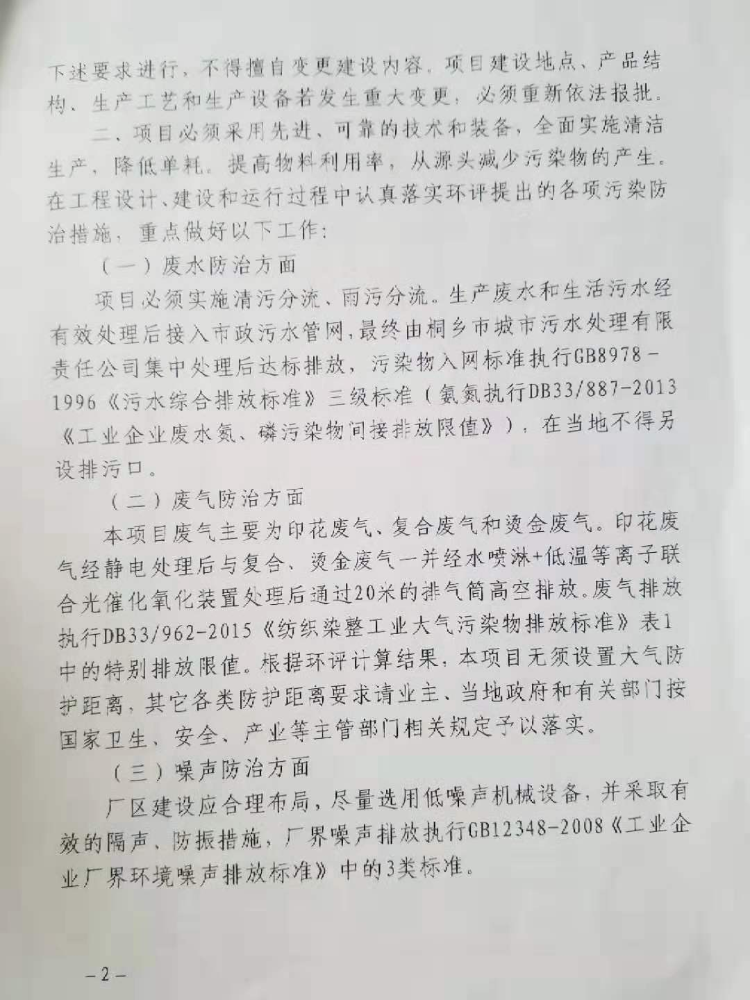 下述要求进行，不得擅自变更建设内容。项目建设地点、产品结
构、生产工艺和生产设备若发生重大变更，必须重新依法报批。
二、项目必须采用先进、可靠的技术和装备，全面实施清洁
生产，降低单耗。提高物料利用率，从源头减少污染物的产生。
在工程设计、建设和运行过程中认真落实环评提出的各项污染防
治措施，重点做好以下工作：
（一）废水防治方面
项目必须实施清污分流、雨污分流。生产废水和生活污水经
有效处理后接入市政污水管网，最终由桐乡市城市污水处理有限
责任公司集中处理后达标排放，污染物入网标准执行GB8978－
1996《污水综合排放标准》三级标准（氨氮执行DB33/887-2013
《工业企业废水氮、磷污染物间接排放限值》），在当地不得另
设排污口。
（二）废气防治方面
本项目废气主要为印花废气、复合废气和烫金废气。印花废
气经静电处理后与复合、烫金废气一并经水喷淋+低温等离子联
合光催化氧化装置处理后通过20米的排气筒高空排放。废气排放
执行DB33/962-2015《纺织染整工业大气污染物排放标准》表1
中的特别排放限值。根据环评计算结果，本项目无须设置大气防
护距离，其它各类防护距离要求请业主、当地政府和有关部门按
国家卫生、安全、产业等主管部门相关规定予以落实。
（三）噪声防治方面
厂区建设应合理布局，尽量选用低噪声机械设备，并采取有
效的隔声、防振措施，厂界噪声排放执行GB12348-2008《工业企
业厂界环境噪声排放标准》中的3类标准。
－2－